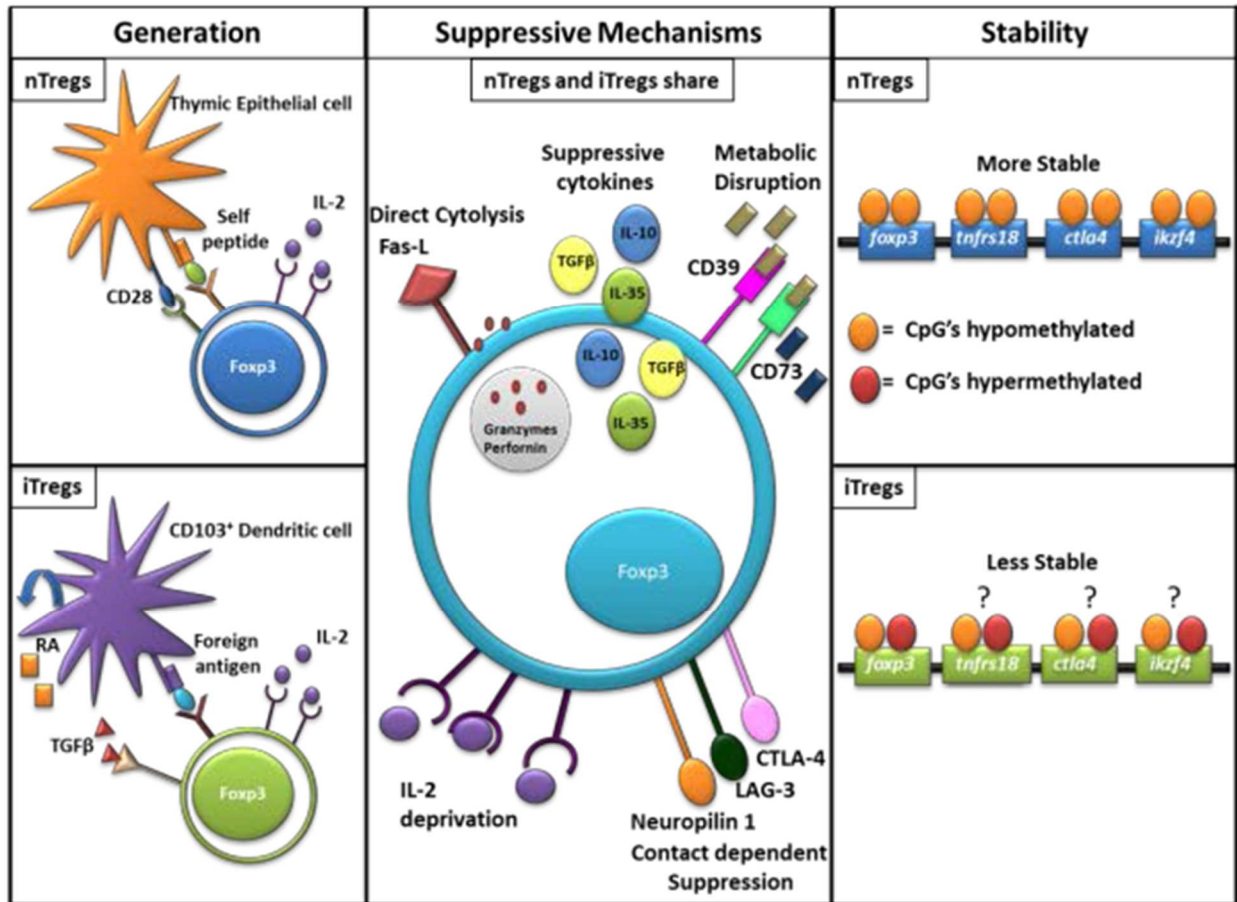 Generation
nTregs
Thymic Epithelial cell
IL-2
Self
peptide
CD28
Foxp3
iTregs
CD103⁺ Dendritic cell
RA
Foreign
antigen
IL-2
TGFβ
Foxp3
Suppressive Mechanisms
nTregs and iTregs share
Suppressive
cytokines
Metabolic
Disruption
Direct Cytolysis
Fas-L
IL-10
TGFβ
IL-35
CD39
IL-10
TGFβ
CD73
IL-35
Granzymes
Perfornin
Foxp3
IL-2
deprivation
CTLA-4
LAG-3
Neuropilin 1
Contact dependent
Suppression
Stability
nTregs
More Stable
foxp3 tnfrs18 ctla4 ikzf4
= CpG's hypomethylated
= CpG's hypermethylated
iTregs
Less Stable
? ? ?
foxp3 tnfrs18 ctla4 ikzf4